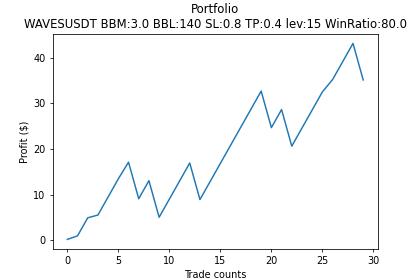 Portfolio
WAVESUSDT BBM:3.0 BBL:140 SL:0.8 TP:0.4 lev:15 WinRatio:80.0
Profit ($)
40
30
20
10
0
0 5 10 15 20 25 30
Trade counts